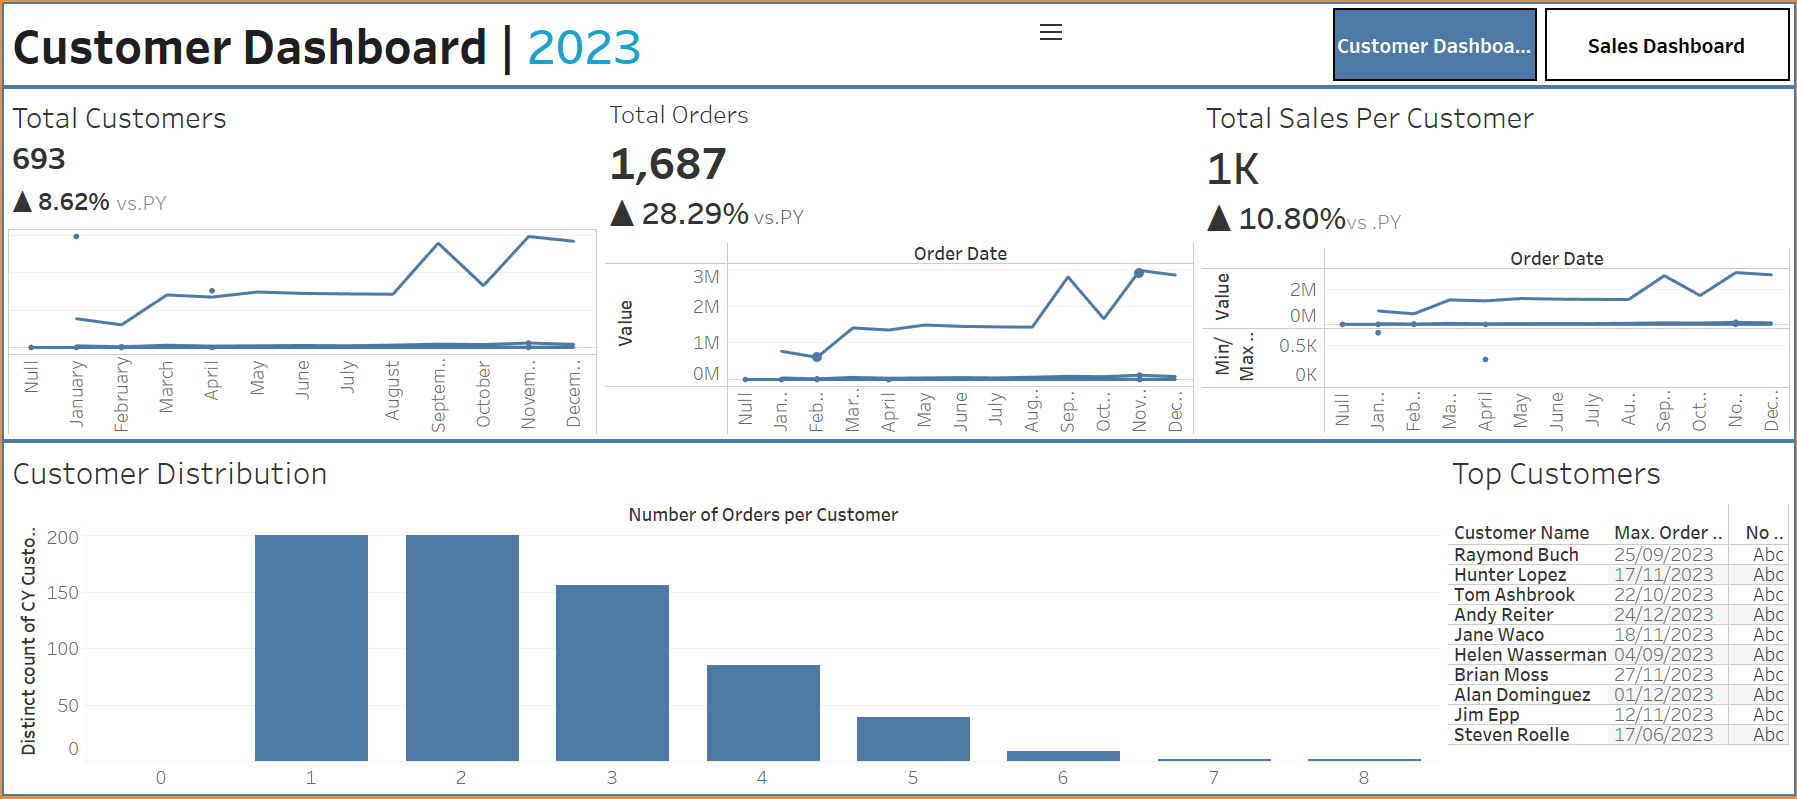 Customer Dashboard | 2023
Customer Dashboa...
Sales Dashboard
Total Customers
693
▲ 8.62% vs.PY
Null
January
February
March
April
May
June
July
August
Septem..
October
Novem..
Decem..
Total Orders
1,687
▲ 28.29% vs.PY
Order Date
Value
3M
2M
1M
0M
Null
Jan..
Feb..
Mar..
April
May
June
July
Aug..
Sep..
Oct..
Nov..
Dec..
Total Sales Per Customer
1K
▲ 10.80%vs .PY
Order Date
Value
2M
0M
Min/
Max ..
0.5K
0K
Null
Jan..
Feb..
Ma..
April
May
June
July
Au..
Sep..
Oct..
No..
Dec..
Customer Distribution
Number of Orders per Customer
Distinct count of CY Custo..
200
150
100
50
0
0 1 2 3 4 5 6 7 8
Top Customers
Customer Name Max. Order .. No ..
Raymond Buch 25/09/2023 Abc
Hunter Lopez 17/11/2023 Abc
Tom Ashbrook 22/10/2023 Abc
Andy Reiter 24/12/2023 Abc
Jane Waco 18/11/2023 Abc
Helen Wasserman 04/09/2023 Abc
Brian Moss 27/11/2023 Abc
Alan Dominguez 01/12/2023 Abc
Jim Epp 12/11/2023 Abc
Steven Roelle 17/06/2023 Abc